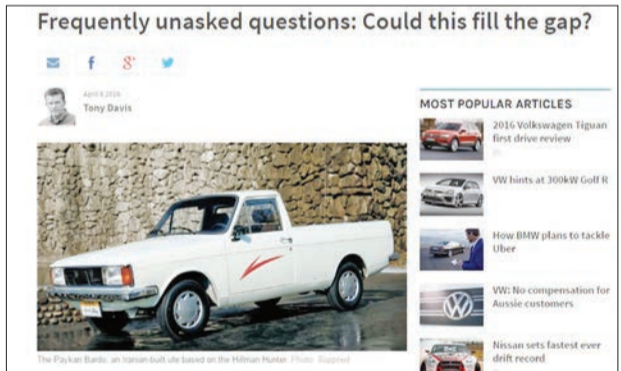 Frequently unasked questions: Could this fill the gap?
f
April 9 2016
Tony Davis
MOST POPULAR ARTICLES
2016 Volkswagen Tiguan
first drive review
VW hints at 300kW Golf R
How BMW plans to tackle
Uber
VW: No compensation for
Aussie customers
Nissan sets fastest ever
drift record
The Paykan Bardo, an Iranian-built ute based on the Hillman Hunter. Photo: Supplied